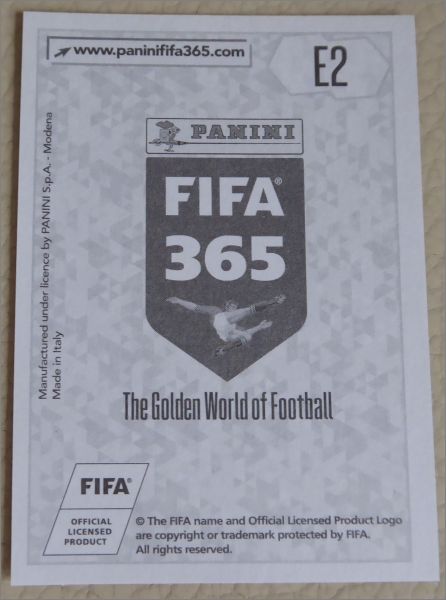 www.paninififa365.com
E2
PANINI
FIFA®
365
The Golden World of Football
Manufactured under licence by PANINI S.p.A. - Modena
Made in Italy
FIFA®
OFFICIAL
LICENSED
PRODUCT
© The FIFA name and Official Licensed Product Logo
are copyright or trademark protected by FIFA.
All rights reserved.